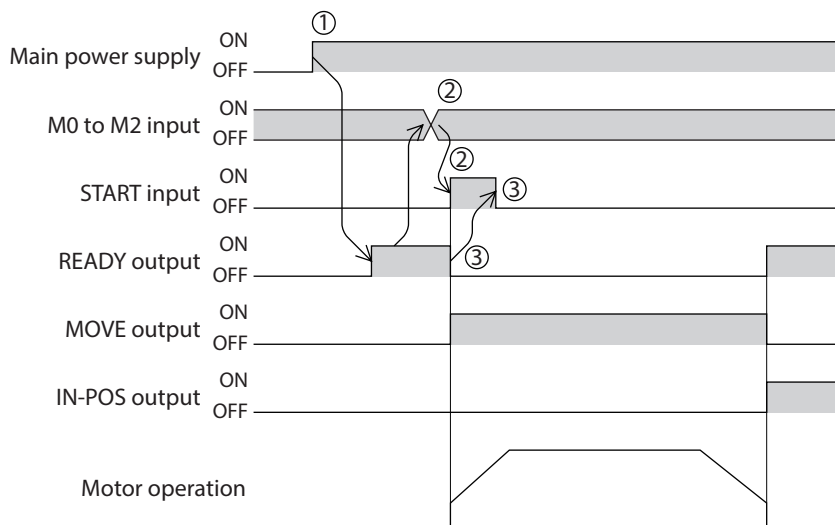 ①
Main power supply
ON
OFF
②
M0 to M2 input
ON
OFF
②
START input
ON
OFF
③
READY output
ON
OFF
③
MOVE output
ON
OFF
IN-POS output
ON
OFF
Motor operation